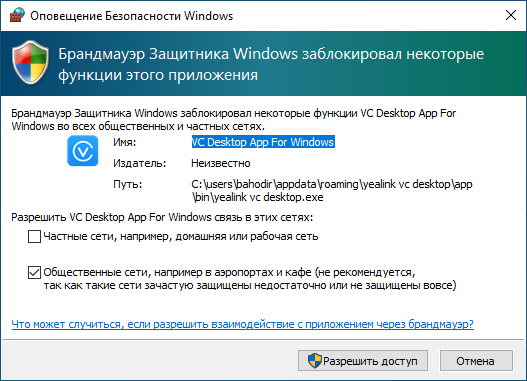 Оповещение Безопасности Windows
Брандмауэр Защитника Windows заблокировал некоторые
функции этого приложения
Брандмауэр Защитника Windows заблокировал некоторые функции VC Desktop App For
Windows во всех общественных и частных сетях.
Имя: VC Desktop App For Windows
Издатель: Неизвестно
Путь: C:\users\bahodir\appdata\roaming\yealink vc desktop\app
\bin\yealink vc desktop.exe
Разрешить VC Desktop App For Windows связь в этих сетях:
Частные сети, например, домашняя или рабочая сеть
Общественные сети, например в аэропортах и кафе (не рекомендуется,
так как такие сети зачастую защищены недостаточно или не защищены вовсе)
Что может случиться, если разрешить взаимодействие с приложением через брандмауэр?
Разрешить доступ Отмена